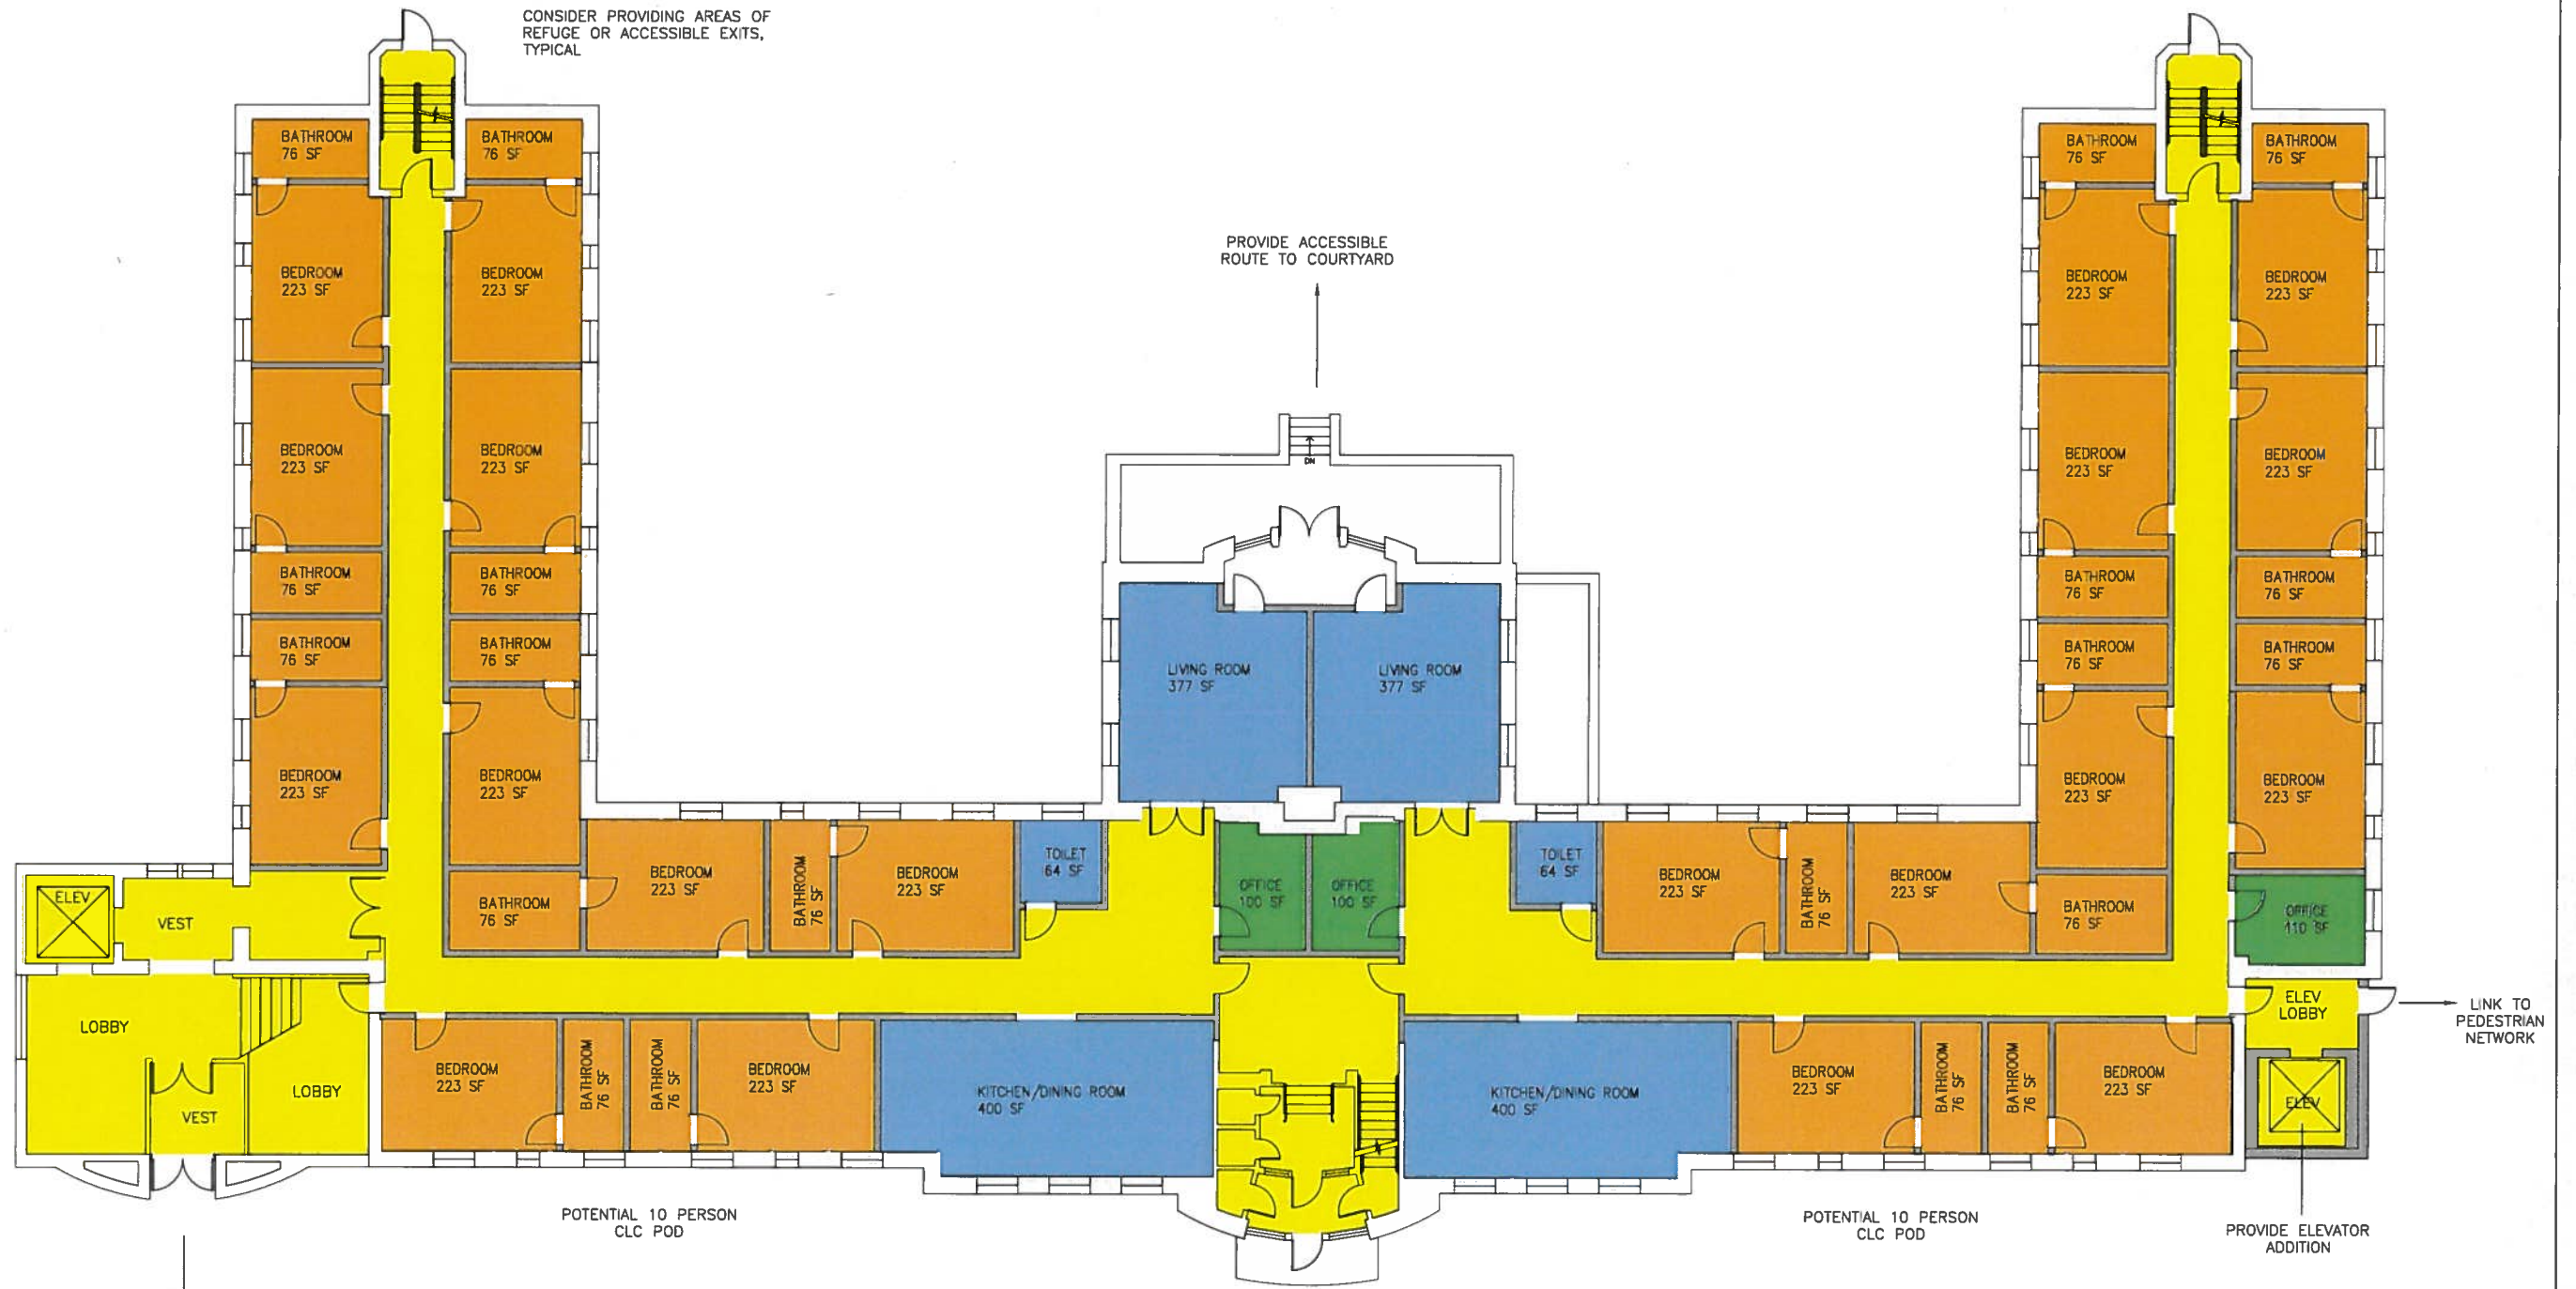 CONSIDER PROVIDING AREAS OF
REFUGE OR ACCESSIBLE EXITS,
TYPICAL
BATHROOM
76 SF
BATHROOM
76 SF
BEDROOM
223 SF
BEDROOM
223 SF
BEDROOM
223 SF
BEDROOM
223 SF
BATHROOM
76 SF
BATHROOM
76 SF
BATHROOM
76 SF
BATHROOM
76 SF
BEDROOM
223 SF
BEDROOM
223 SF
BATHROOM
76 SF
BEDROOM
223 SF
BATHROOM
76 SF
BEDROOM
223 SF
TOILET
64 SF
ELEV
VEST
LOBBY
LOBBY
VEST
BEDROOM
223 SF
BATHROOM
76 SF
BATHROOM
76 SF
BEDROOM
223 SF
KITCHEN/DINING ROOM
400 SF
POTENTIAL 10 PERSON
CLC POD
PROVIDE ACCESSIBLE
ROUTE TO COURTYARD
DN
LIVING ROOM
377 SF
LIVING ROOM
377 SF
OFFICE
100 SF
OFFICE
100 SF
BATHROOM
76 SF
BATHROOM
76 SF
BEDROOM
223 SF
BEDROOM
223 SF
BEDROOM
223 SF
BEDROOM
223 SF
BATHROOM
76 SF
BATHROOM
76 SF
BATHROOM
76 SF
BATHROOM
76 SF
BEDROOM
223 SF
BEDROOM
223 SF
TOILET
64 SF
BEDROOM
223 SF
BATHROOM
76 SF
BEDROOM
223 SF
BATHROOM
76 SF
OFFICE
110 SF
KITCHEN/DINING ROOM
400 SF
BEDROOM
223 SF
BATHROOM
76 SF
BATHROOM
76 SF
BEDROOM
223 SF
ELEV
LOBBY
ELEV
LINK TO
PEDESTRIAN
NETWORK
POTENTIAL 10 PERSON
CLC POD
PROVIDE ELEVATOR
ADDITION